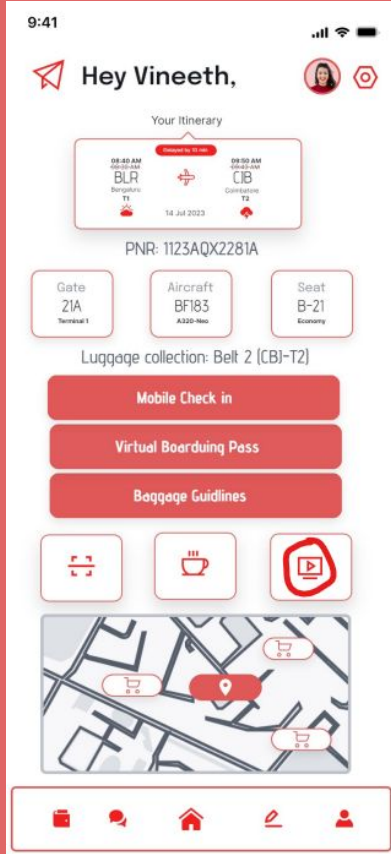 9:41
Hey Vineeth,
Your Itinerary
Delayed by 10 min
08:40 AM 08:50 AM
BLR CJB
Bengaluru Coimbatore
T1 T2
14 Jul 2023
PNR: 1123AQX2281A
Gate Aircraft Seat
21A BF183 B-21
Terminal 1 A320-Neo Economy
Luggage collection: Belt 2 (CBJ-T2)
Mobile Check in
Virtual Boarduing Pass
Baggage Guidlines